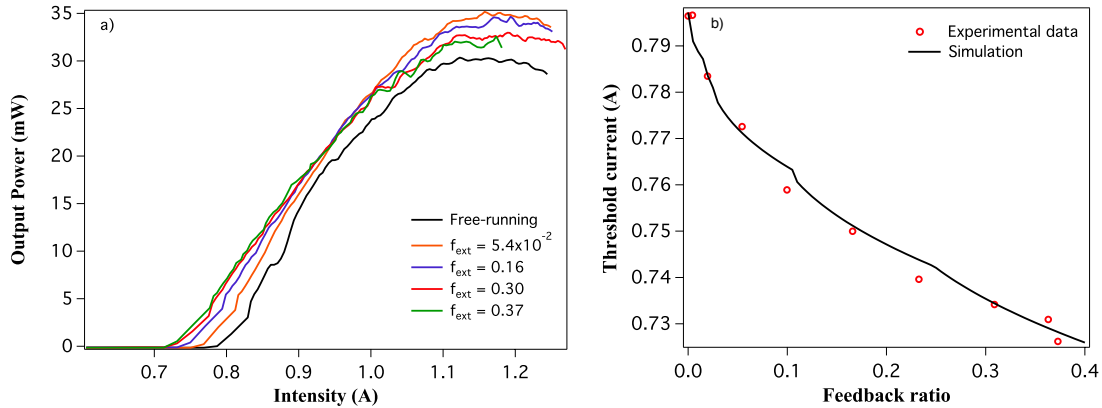 a)
35
30
25
20
15
10
5
0
Output Power (mW)
0.7 0.8 0.9 1.0 1.1 1.2
Intensity (A)
Free-running
f_ext = 5.4x10^-2
f_ext = 0.16
f_ext = 0.30
f_ext = 0.37
b)
0.79
0.78
0.77
0.76
0.75
0.74
0.73
Threshold current (A)
0.0 0.1 0.2 0.3 0.4
Feedback ratio
Experimental data
Simulation